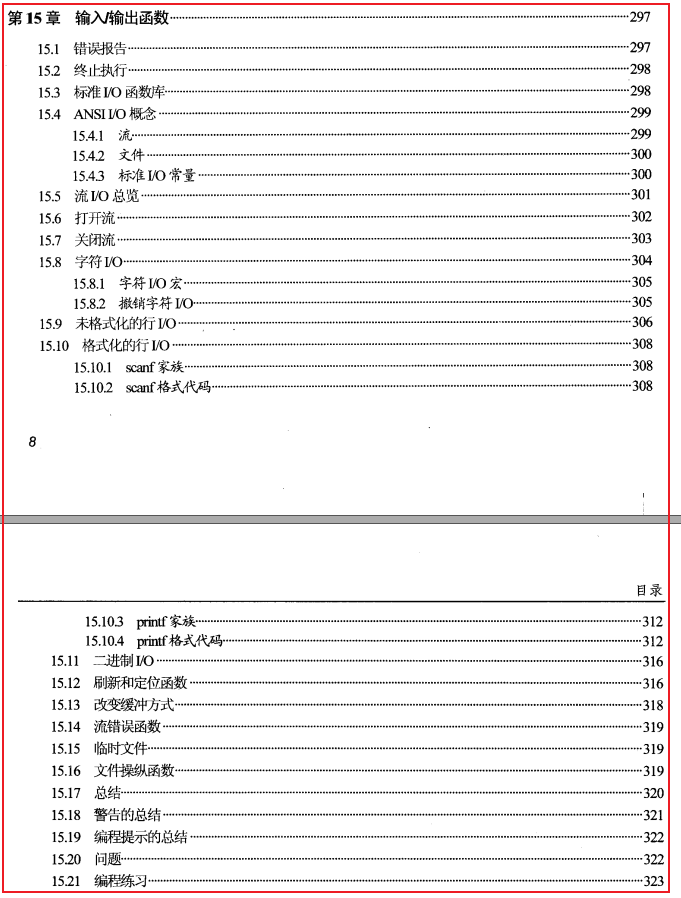 第 15 章 输入/输出函数……297
15.1 错误报告……297
15.2 终止执行……298
15.3 标准 I/O 函数库……298
15.4 ANSI I/O 概念……299
15.4.1 流……299
15.4.2 文件……300
15.4.3 标准 I/O 常量……300
15.5 流 I/O 总览……301
15.6 打开流……302
15.7 关闭流……303
15.8 字符 I/O……304
15.8.1 字符 I/O 宏……305
15.8.2 撤销字符 I/O……305
15.9 未格式化的行 I/O……306
15.10 格式化的行 I/O……308
15.10.1 scanf 家族……308
15.10.2 scanf 格式代码……308
8
目录
15.10.3 printf 家族……312
15.10.4 printf 格式代码……312
15.11 二进制 I/O……316
15.12 刷新和定位函数……316
15.13 改变缓冲方式……318
15.14 流错误函数……319
15.15 临时文件……319
15.16 文件操纵函数……319
15.17 总结……320
15.18 警告的总结……321
15.19 编程提示的总结……322
15.20 问题……322
15.21 编程练习……323